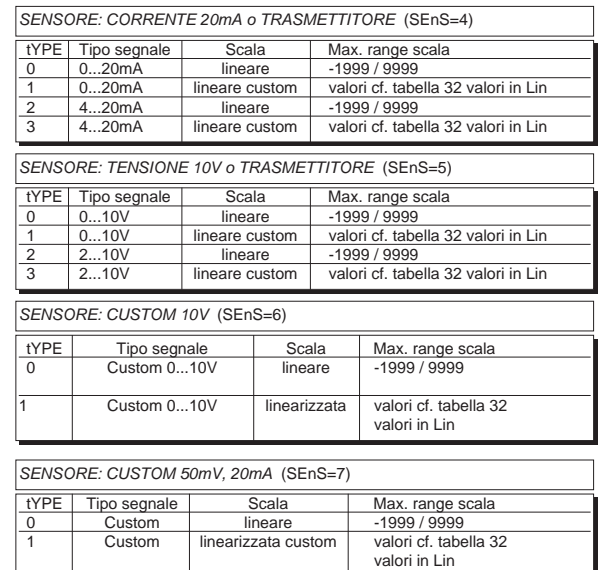 SENSORE: CORRENTE 20mA o TRASMETTITORE (SEnS=4)
tYPE Tipo segnale Scala Max. range scala
0 0...20mA lineare -1999 / 9999
1 0...20mA lineare custom valori cf. tabella 32 valori in Lin
2 4...20mA lineare -1999 / 9999
3 4...20mA lineare custom valori cf. tabella 32 valori in Lin
SENSORE: TENSIONE 10V o TRASMETTITORE (SEnS=5)
tYPE Tipo segnale Scala Max. range scala
0 0...10V lineare -1999 / 9999
1 0...10V lineare custom valori cf. tabella 32 valori in Lin
2 2...10V lineare -1999 / 9999
3 2...10V lineare custom valori cf. tabella 32 valori in Lin
SENSORE: CUSTOM 10V (SEnS=6)
tYPE Tipo segnale Scala Max. range scala
0 Custom 0...10V lineare -1999 / 9999
1 Custom 0...10V linearizzata valori cf. tabella 32
valori in Lin
SENSORE: CUSTOM 50mV, 20mA (SEnS=7)
tYPE Tipo segnale Scala Max. range scala
0 Custom lineare -1999 / 9999
1 Custom linearizzata custom valori cf. tabella 32
valori in Lin